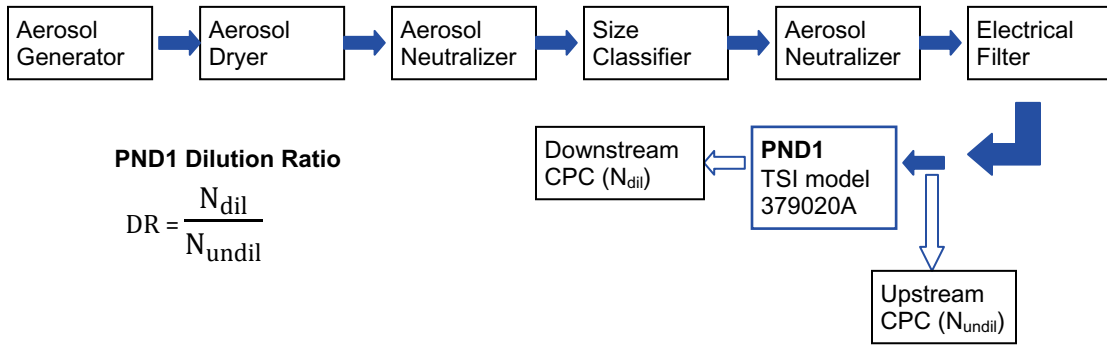 Aerosol
Generator
Aerosol
Dryer
Aerosol
Neutralizer
Size
Classifier
Aerosol
Neutralizer
Electrical
Filter
Downstream
CPC (N_dil)
PND1
TSI model
379020A
PND1 Dilution Ratio
DR = N_dil / N_undil
Upstream
CPC (N_undil)